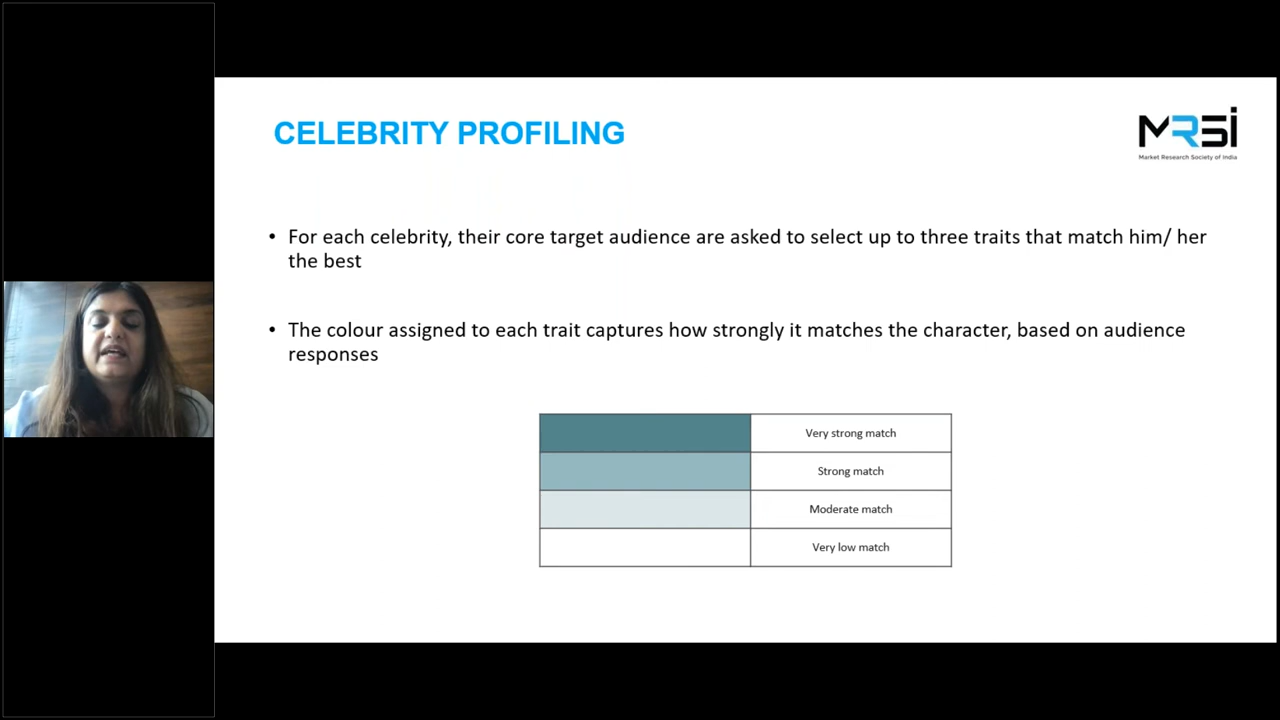 CELEBRITY PROFILING
MRSI
Market Research Society of India
• For each celebrity, their core target audience are asked to select up to three traits that match him/ her
the best
• The colour assigned to each trait captures how strongly it matches the character, based on audience
responses
Very strong match
Strong match
Moderate match
Very low match